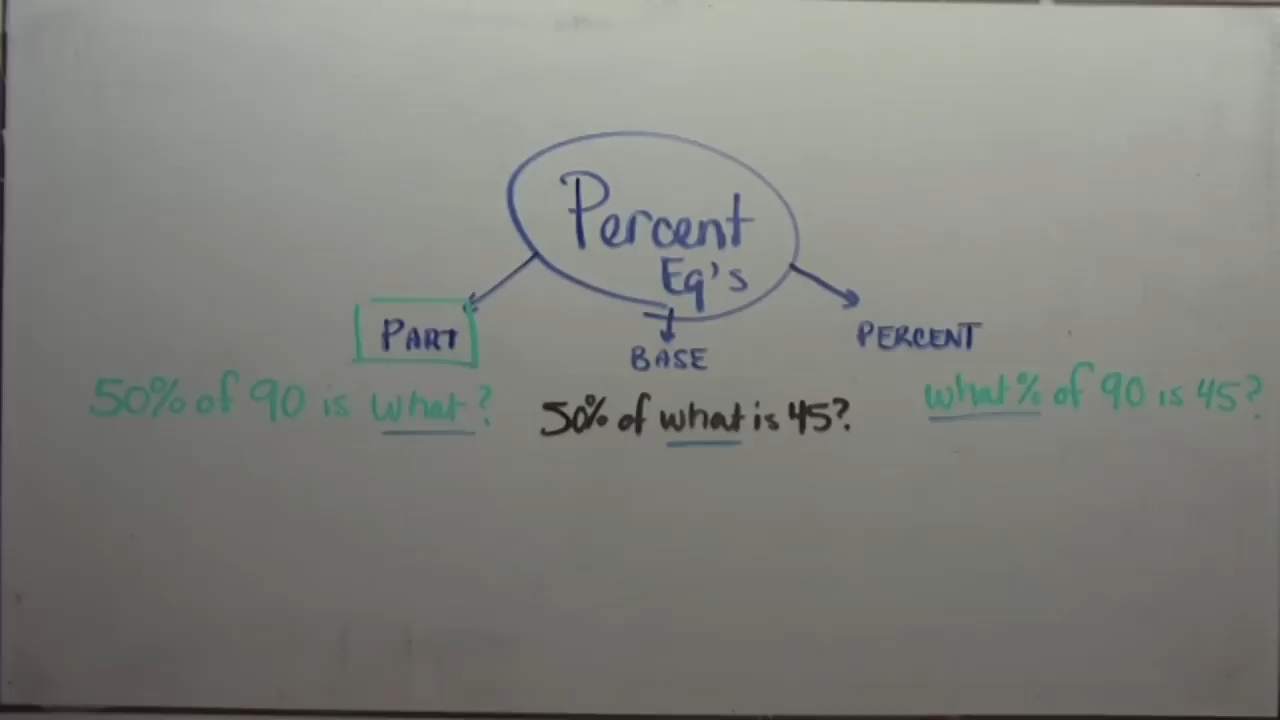 Percent
Eq's
PART
BASE
PERCENT
50% of 90 is what?
50% of what is 45?
what% of 90 is 45?